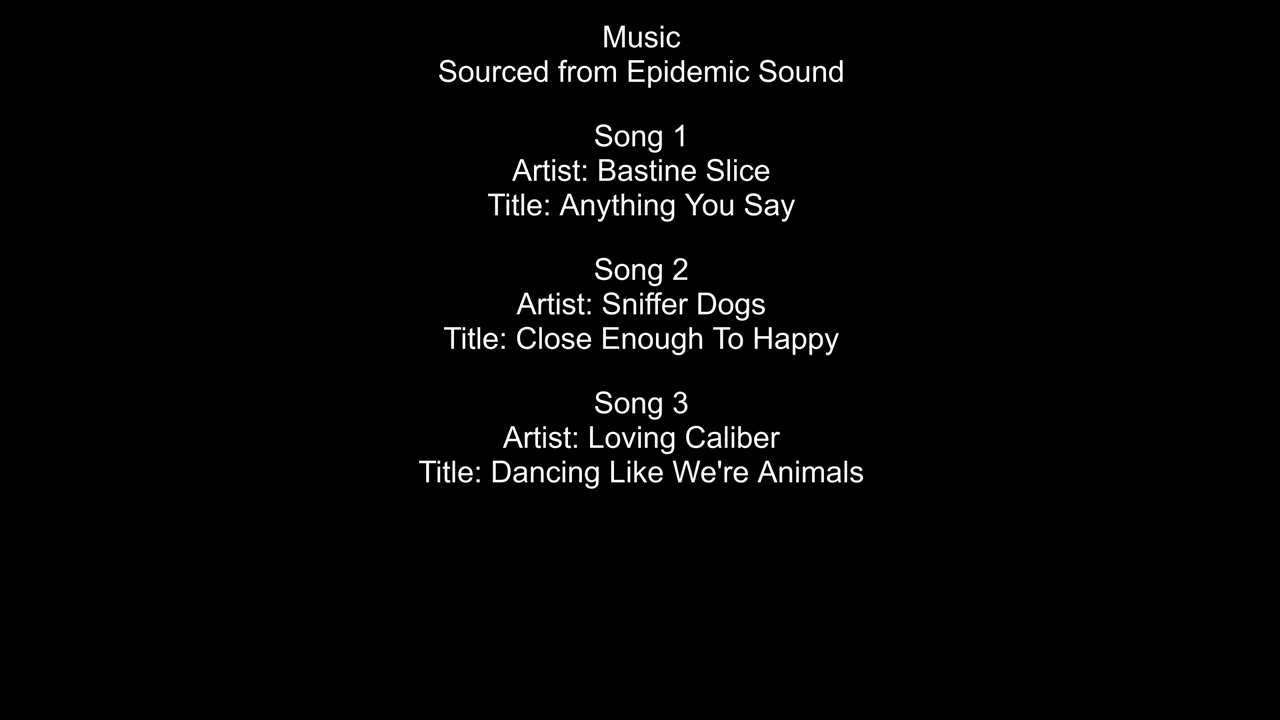 Music
Sourced from Epidemic Sound
Song 1
Artist: Bastine Slice
Title: Anything You Say
Song 2
Artist: Sniffer Dogs
Title: Close Enough To Happy
Song 3
Artist: Loving Caliber
Title: Dancing Like We're Animals